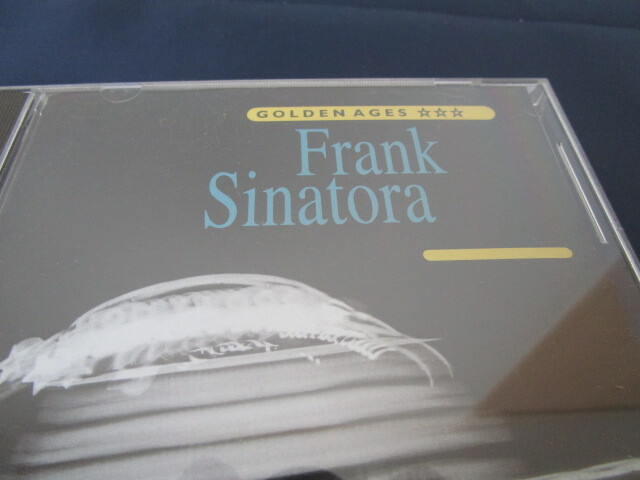 GOLDEN AGES ☆☆☆
Frank
Sinatora